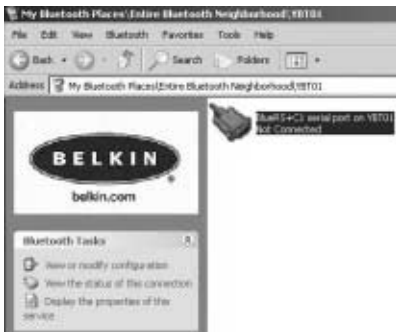 My Bluetooth Places\Entire Bluetooth Neighborhood\YBT01
File Edit View Bluetooth Favorites Tools Help
Back Search Folders
Address My Bluetooth Places\Entire Bluetooth Neighborhood\YBT01
BELKIN
belkin.com
BlueRS+C1 serial port on YBT01
Not Connected
Bluetooth Tasks
View or modify configuration
View the status of this connection
Display the properties of this
service